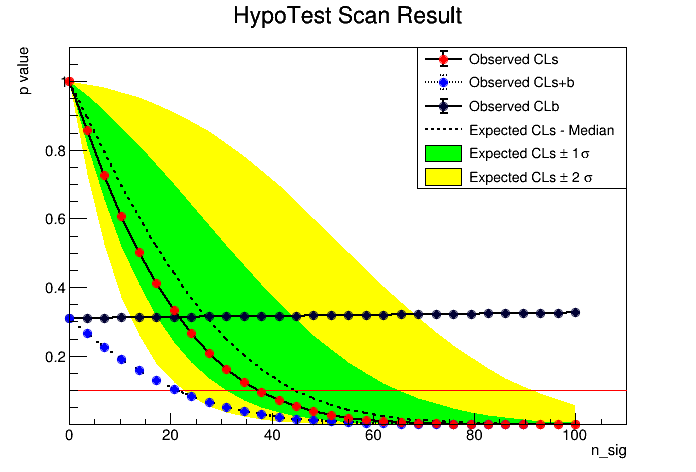 HypoTest Scan Result
p value
Observed CLs
Observed CLs+b
Observed CLb
Expected CLs - Median
Expected CLs ± 1σ
Expected CLs ± 2 σ
1
0.8
0.6
0.4
0.2
0 20 40 60 80 100
n_sig